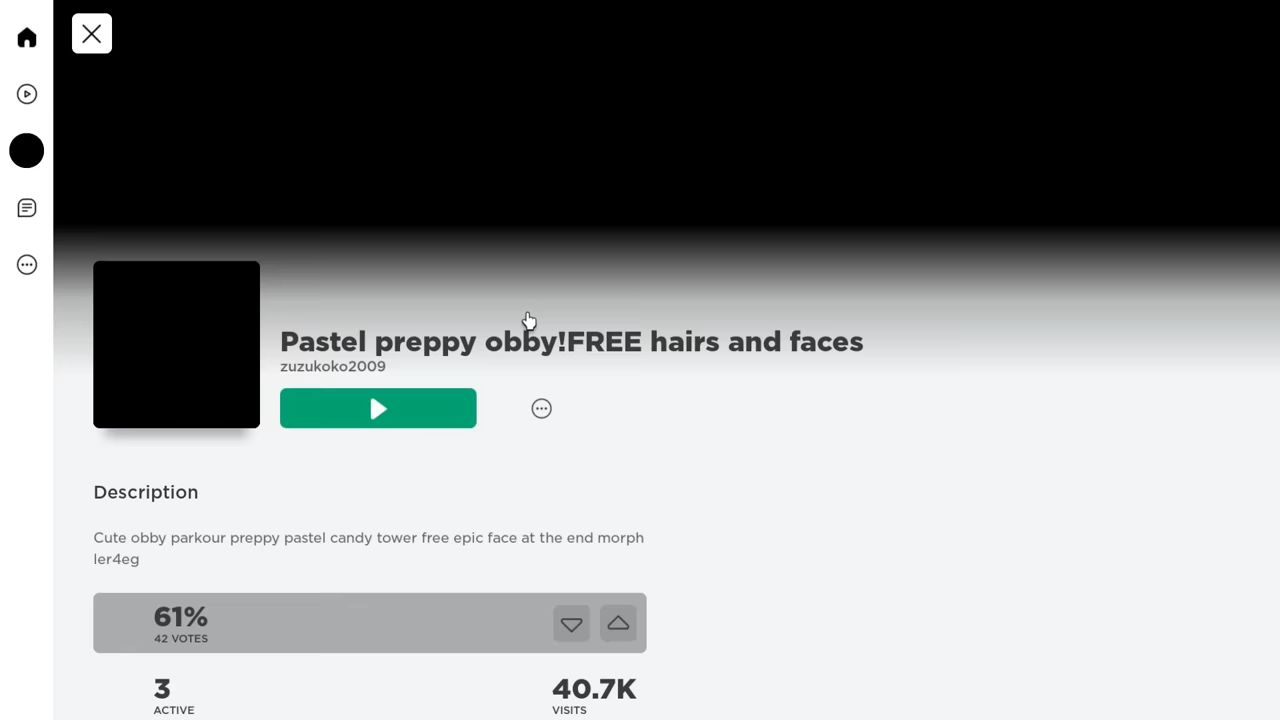 Pastel preppy obby!FREE hairs and faces
zuzukoko2009
Description
Cute obby parkour preppy pastel candy tower free epic face at the end morph
ler4eg
61%
42 VOTES
3
ACTIVE
40.7K
VISITS